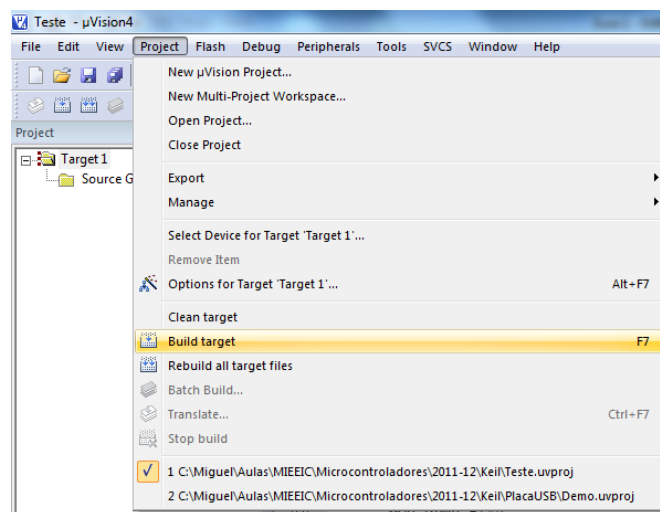 Teste - µVision4
File Edit View Project Flash Debug Peripherals Tools SVCS Window Help
Project
Target 1
Source G
New µVision Project...
New Multi-Project Workspace...
Open Project...
Close Project
Export
Manage
Select Device for Target 'Target 1'...
Remove Item
Options for Target 'Target 1'... Alt+F7
Clean target
Build target F7
Rebuild all target files
Batch Build...
Translate... Ctrl+F7
Stop build
1 C:\Miguel\Aulas\MIEEIC\Microcontroladores\2011-12\Keil\Teste.uvproj
2 C:\Miguel\Aulas\MIEEIC\Microcontroladores\2011-12\Keil\PlacaUSB\Demo.uvproj